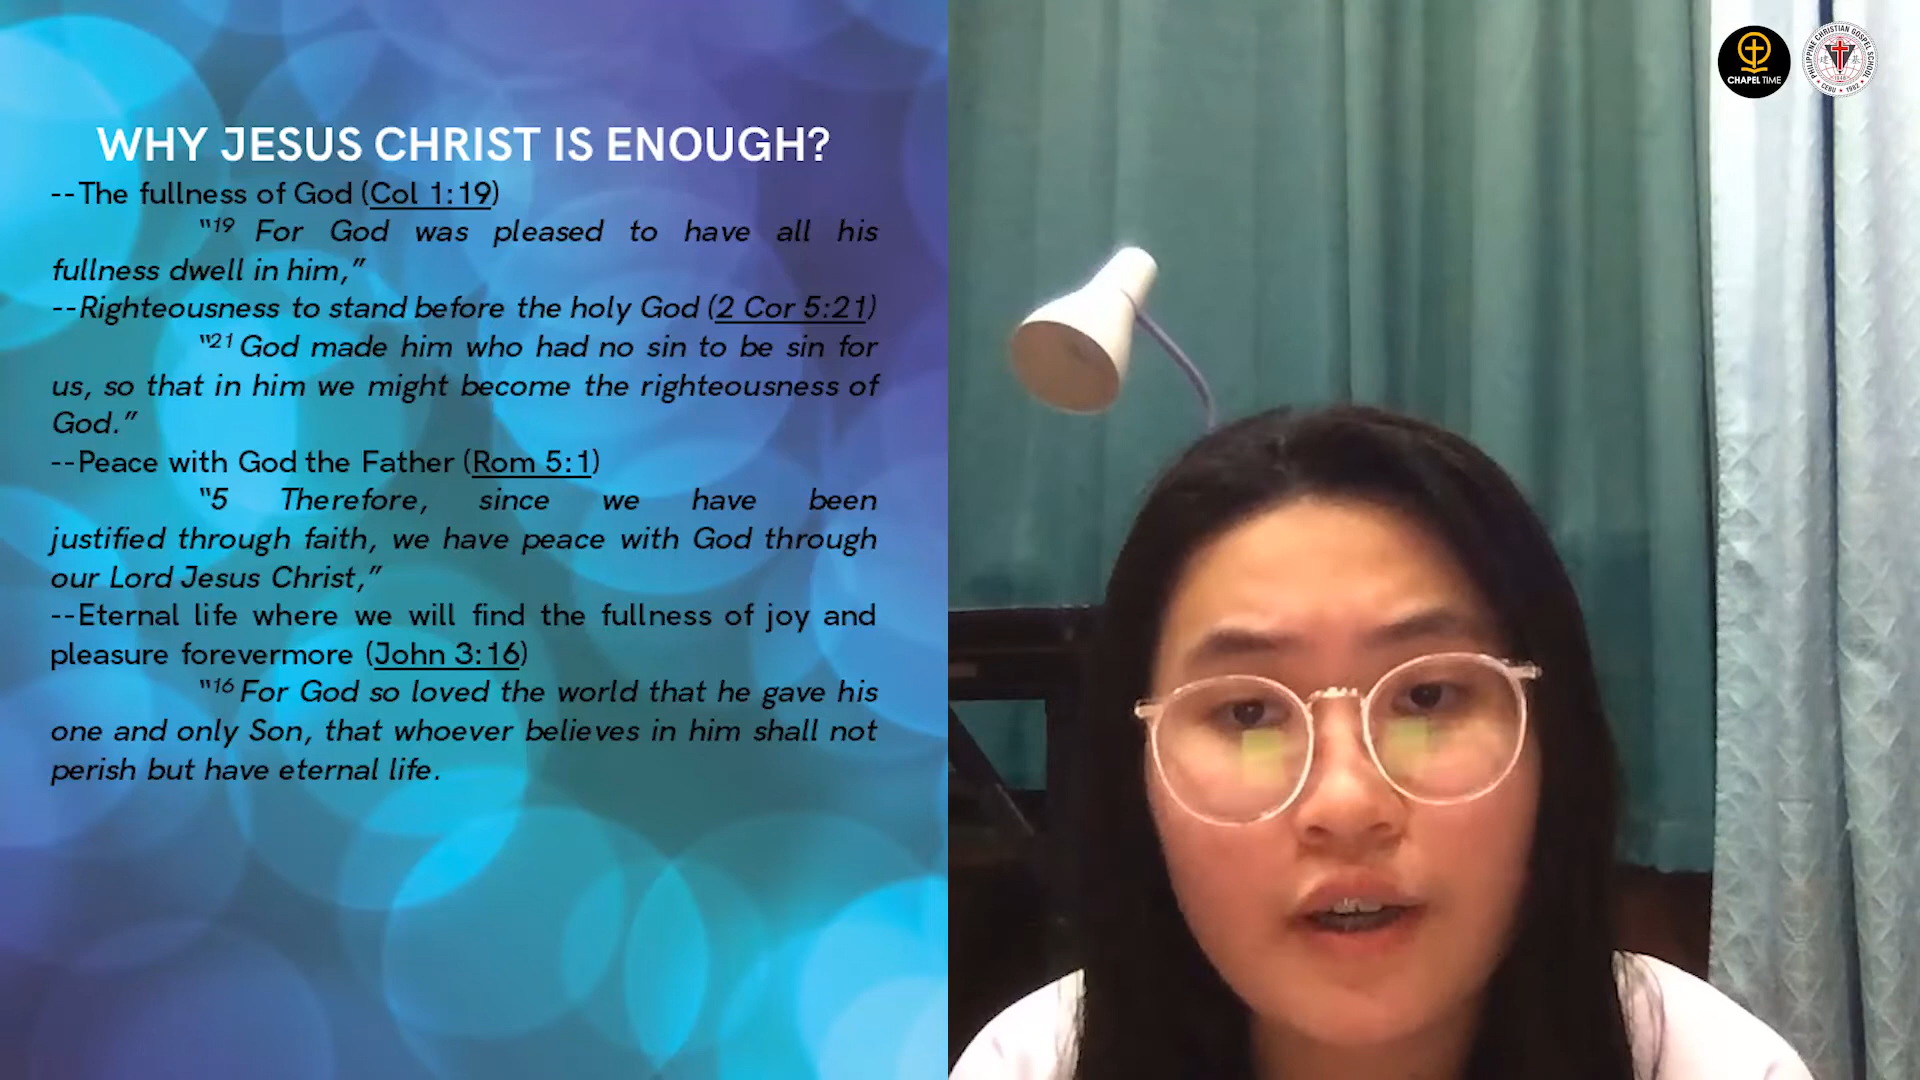 WHY JESUS CHRIST IS ENOUGH?
--The fullness of God (Col 1:19)
"19 For God was pleased to have all his
fullness dwell in him,"
--Righteousness to stand before the holy God (2 Cor 5:21)
"21 God made him who had no sin to be sin for
us, so that in him we might become the righteousness of
God."
--Peace with God the Father (Rom 5:1)
"5 Therefore, since we have been
justified through faith, we have peace with God through
our Lord Jesus Christ,"
--Eternal life where we will find the fullness of joy and
pleasure forevermore (John 3:16)
"16 For God so loved the world that he gave his
one and only Son, that whoever believes in him shall not
perish but have eternal life.
CHAPEL TIME
PHILIPPINE CHRISTIAN GOSPEL SCHOOL
CEBU ★ 1982